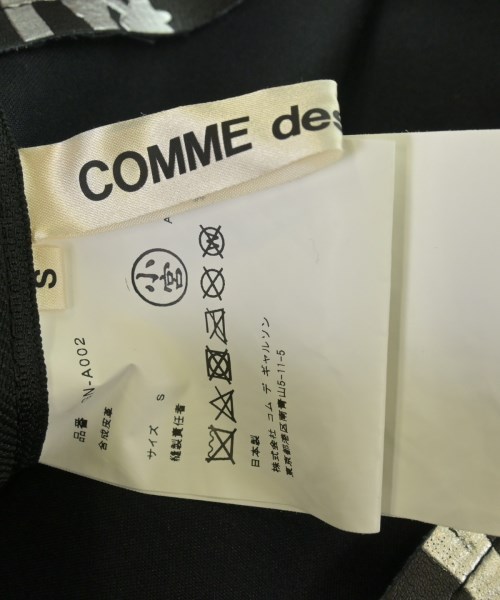 COMME des
S
品番 N-A002
合成皮革
サイズ S
縫製責任者
小宮
日本製
株式会社 コム デ ギャルソン
東京都港区南青山5-11-5